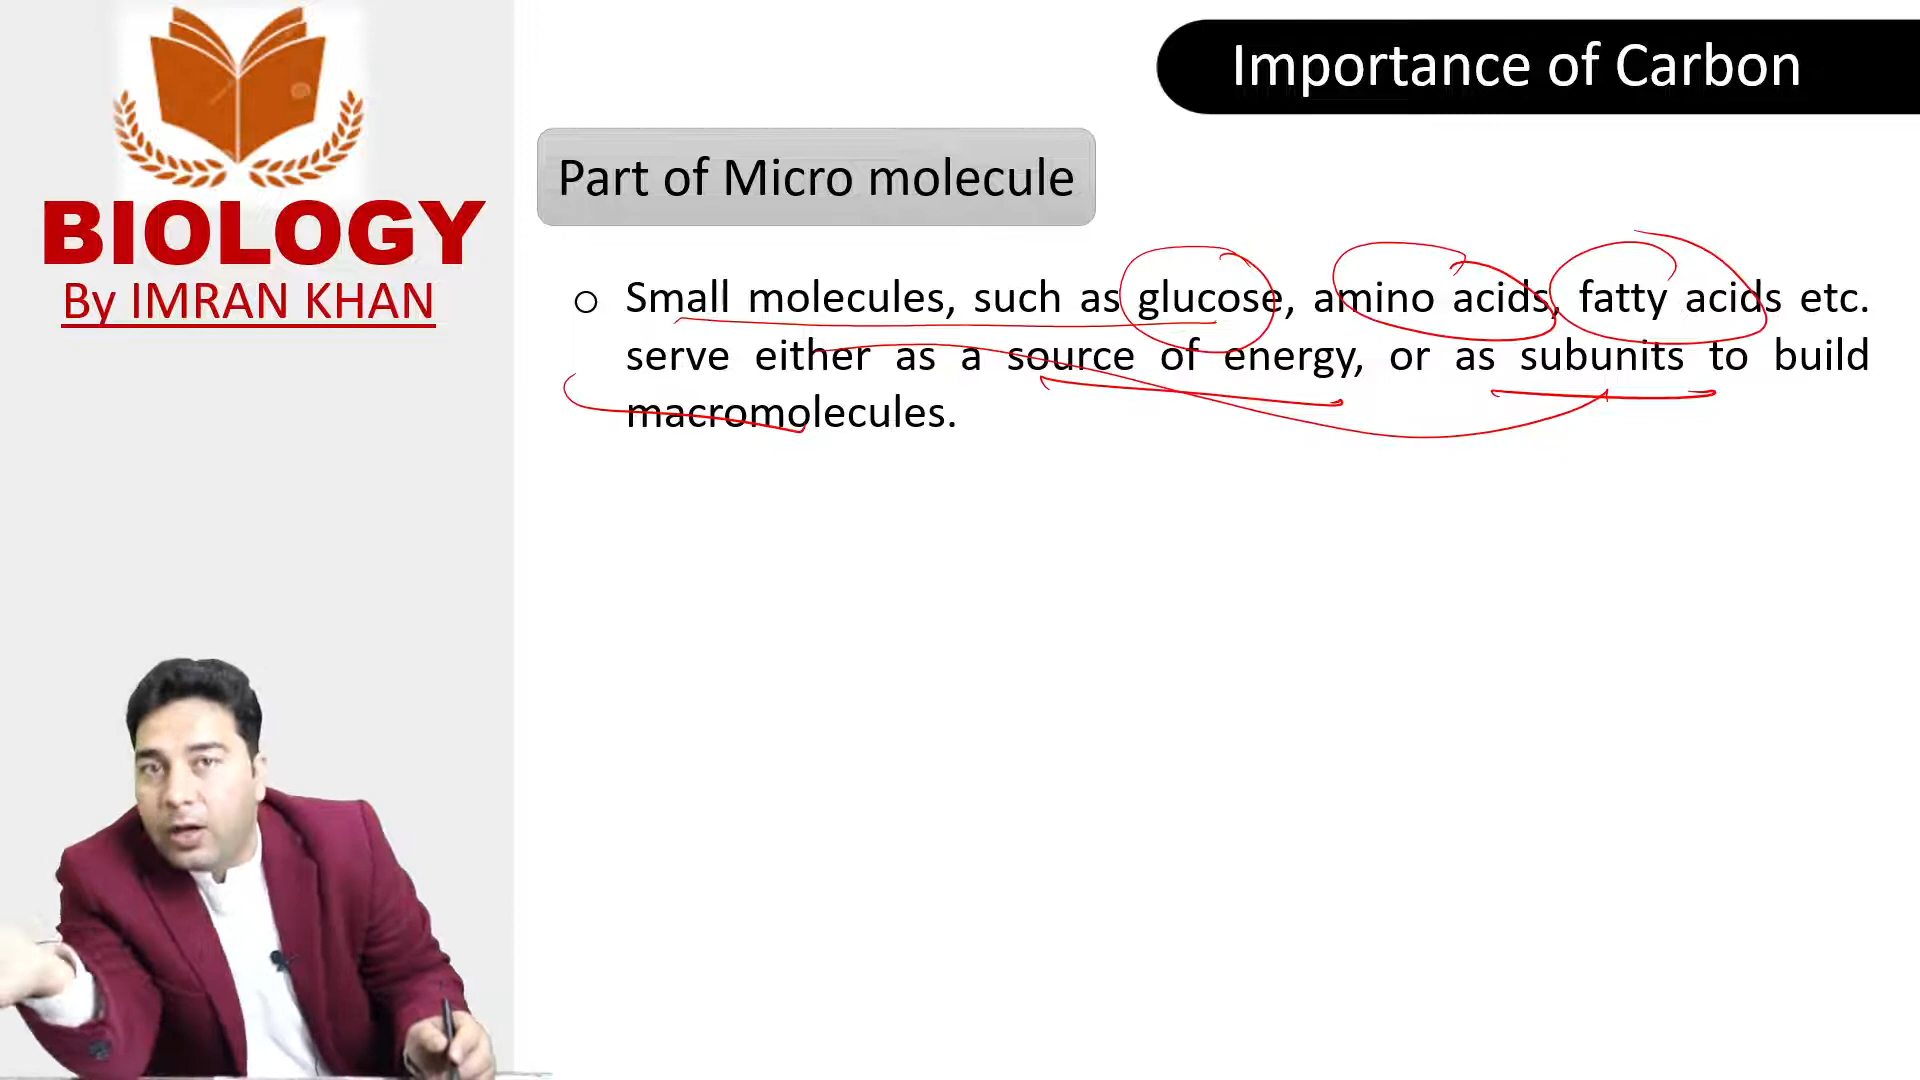 BIOLOGY
By IMRAN KHAN
Importance of Carbon
Part of Micro molecule
○ Small molecules, such as glucose, amino acids, fatty acids etc.
serve either as a source of energy, or as subunits to build
macromolecules.